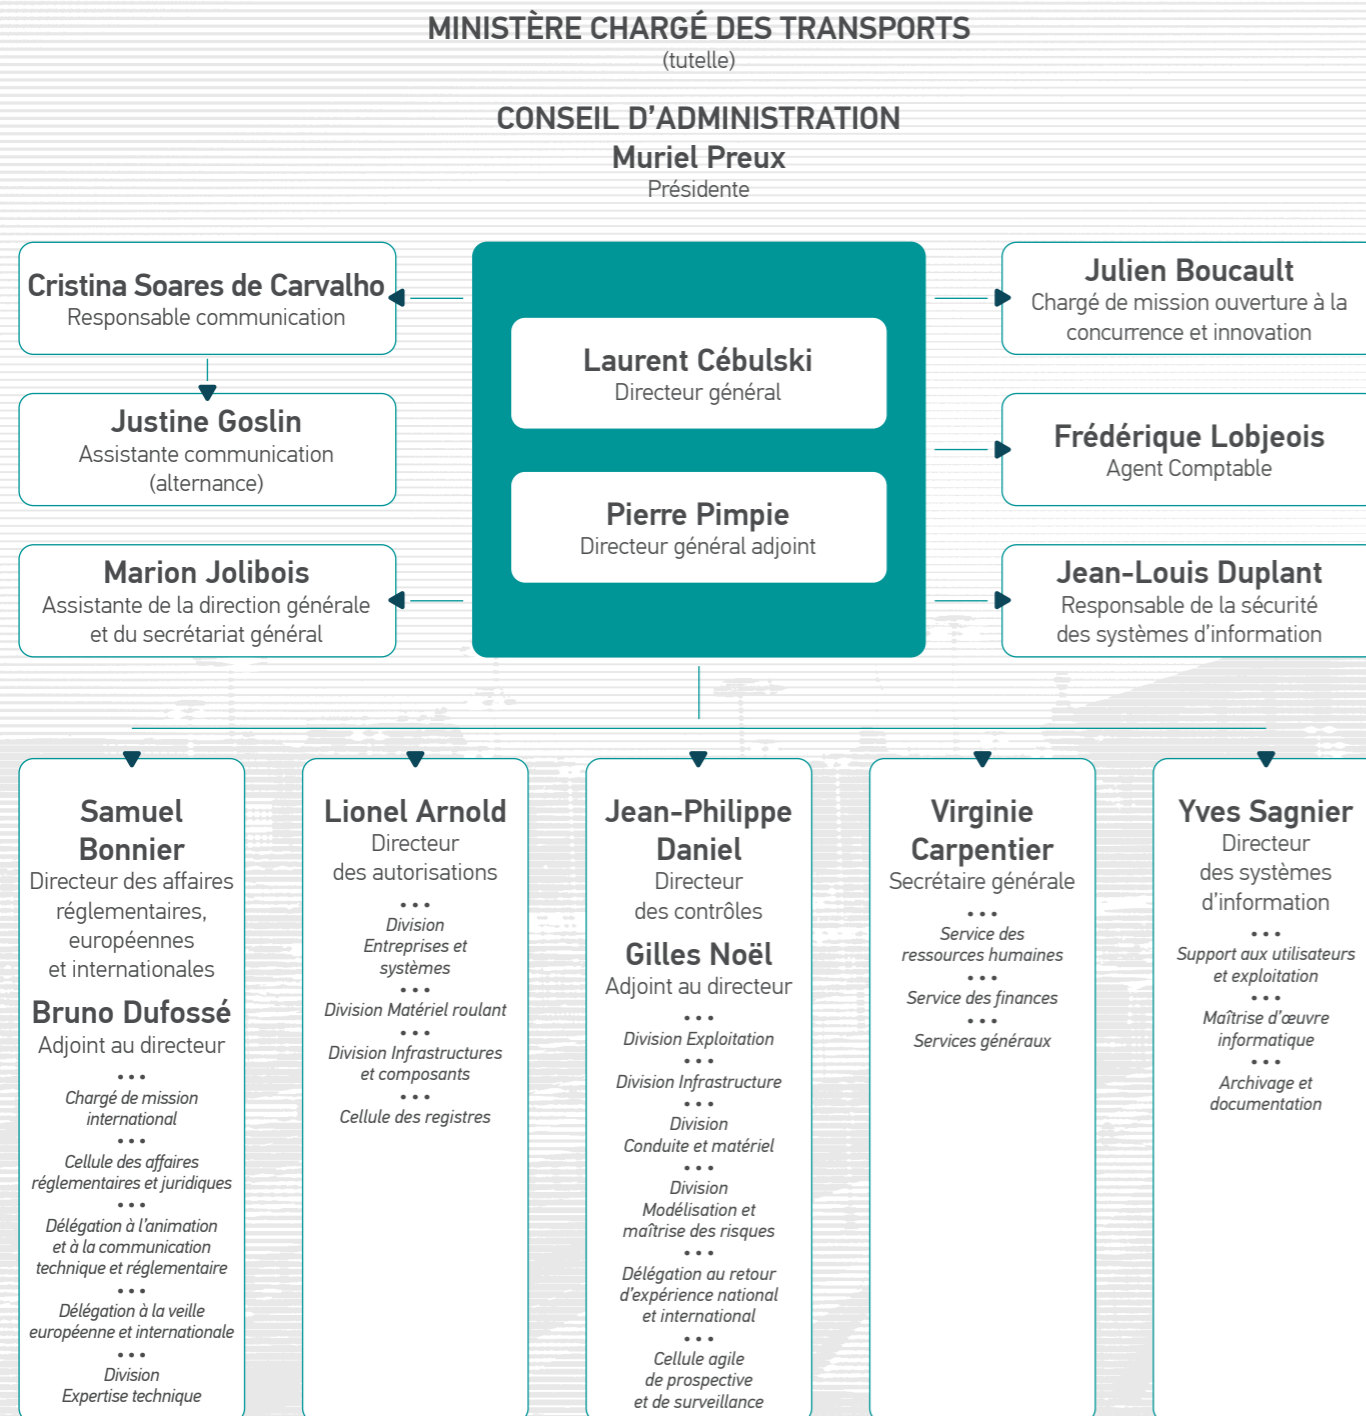 MINISTÈRE CHARGÉ DES TRANSPORTS
(tutelle)
CONSEIL D'ADMINISTRATION
Muriel Preux
Présidente
Cristina Soares de Carvalho
Responsable communication
Justine Goslin
Assistante communication
(alternance)
Marion Jolibois
Assistante de la direction générale
et du secrétariat général
Laurent Cébulski
Directeur général
Pierre Pimpie
Directeur général adjoint
Julien Boucault
Chargé de mission ouverture à la
concurrence et innovation
Frédérique Lobjeois
Agent Comptable
Jean-Louis Duplant
Responsable de la sécurité
des systèmes d'information
Samuel
Bonnier
Directeur des affaires
réglementaires,
européennes
et internationales
Bruno Dufossé
Adjoint au directeur
•••
Chargé de mission
international
•••
Cellule des affaires
réglementaires et juridiques
•••
Délégation à l'animation
et à la communication
technique et réglementaire
•••
Délégation à la veille
européenne et internationale
•••
Division
Expertise technique
Lionel Arnold
Directeur
des autorisations
•••
Division
Entreprises et
systèmes
•••
Division Matériel roulant
•••
Division Infrastructures
et composants
•••
Cellule des registres
Jean-Philippe
Daniel
Directeur
des contrôles
Gilles Noël
Adjoint au directeur
•••
Division Exploitation
•••
Division Infrastructure
•••
Division
Conduite et matériel
•••
Division
Modélisation et
maîtrise des risques
•••
Délégation au retour
d'expérience national
et international
•••
Cellule agile
de prospective
et de surveillance
Virginie
Carpentier
Secrétaire générale
•••
Service des
ressources humaines
•••
Service des finances
•••
Services généraux
Yves Sagnier
Directeur
des systèmes
d'information
•••
Support aux utilisateurs
et exploitation
•••
Maîtrise d'œuvre
informatique
•••
Archivage et
documentation